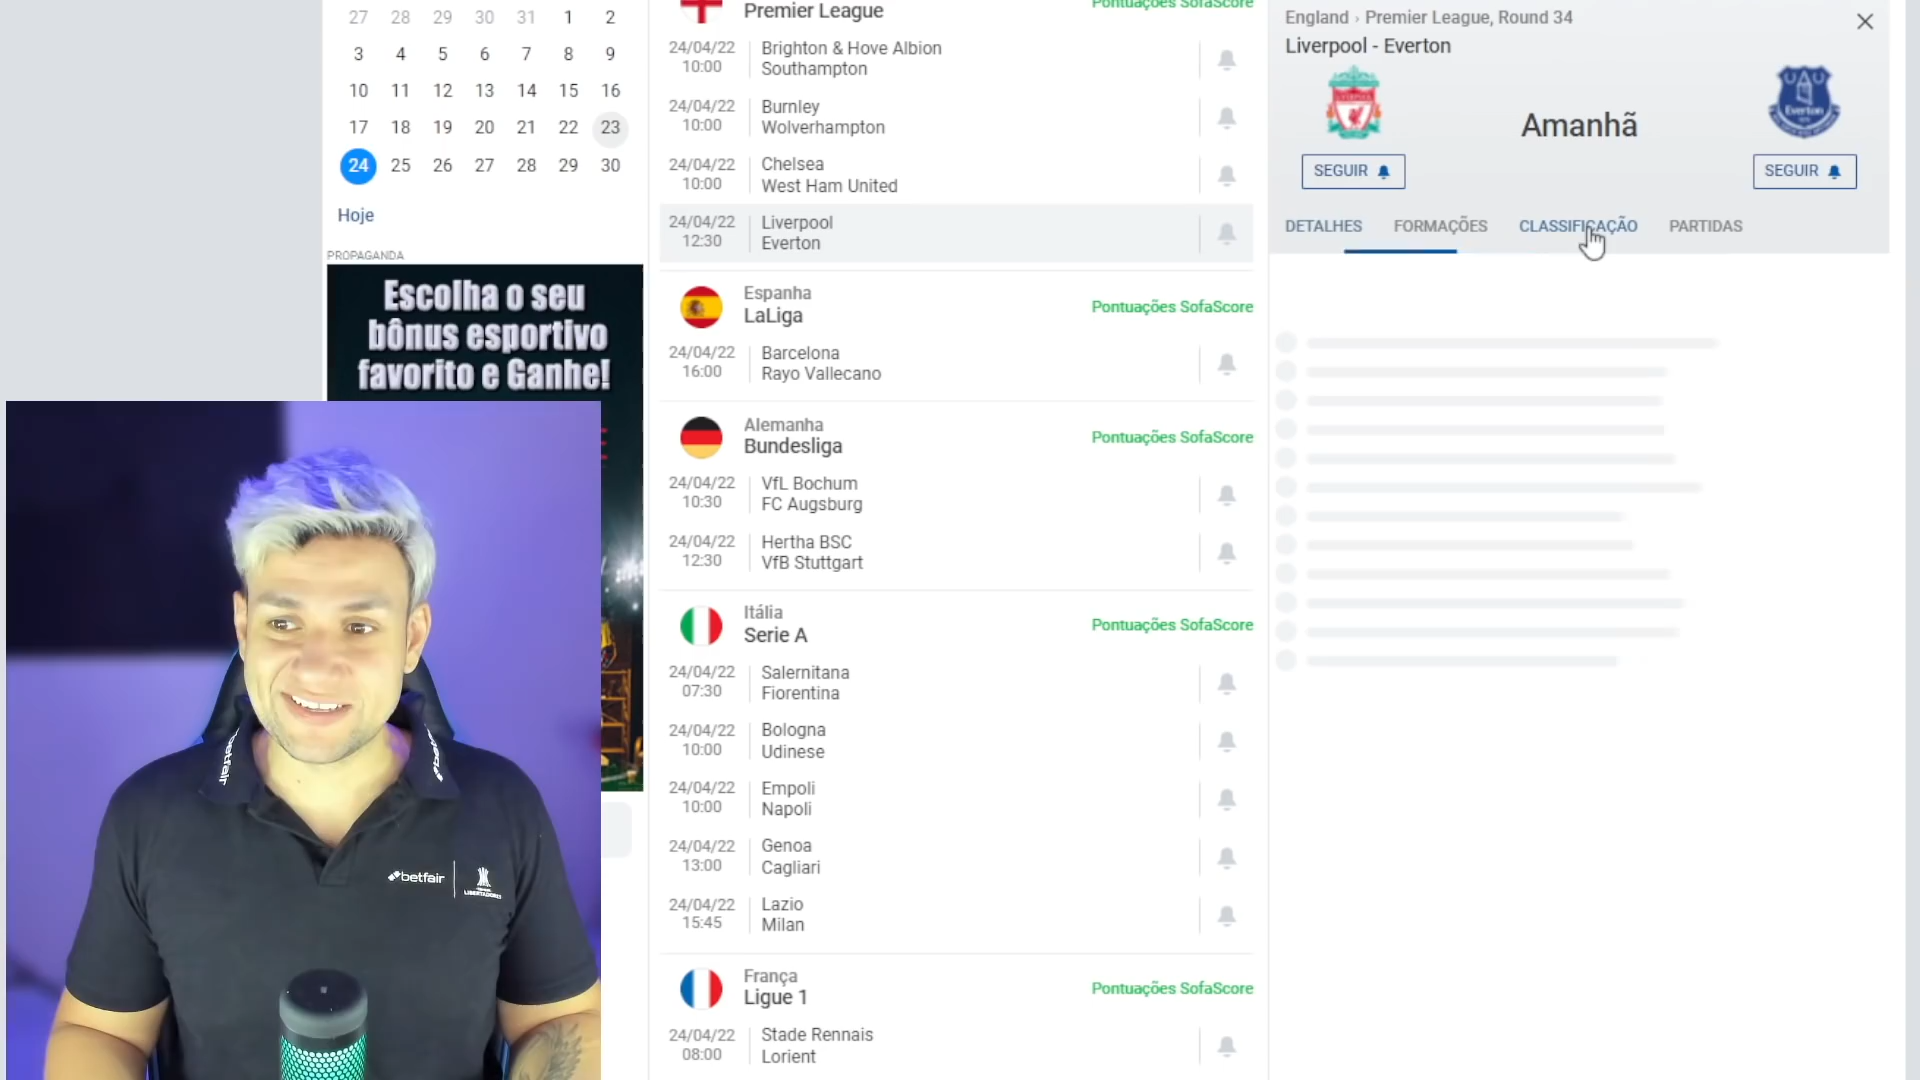 27 28 29 30 31 1 2
3 4 5 6 7 8 9
10 11 12 13 14 15 16
17 18 19 20 21 22 23
24 25 26 27 28 29 30
Hoje
PROPAGANDA
Escolha o seu
bônus esportivo
favorito e Ganhe!
betfair
betfair
LIBERTADORES
Premier League
Pontuações SofaScore
24/04/22 Brighton & Hove Albion
10:00 Southampton
24/04/22 Burnley
10:00 Wolverhampton
24/04/22 Chelsea
10:00 West Ham United
24/04/22 Liverpool
12:30 Everton
Espanha
LaLiga
Pontuações SofaScore
24/04/22 Barcelona
16:00 Rayo Vallecano
Alemanha
Bundesliga
Pontuações SofaScore
24/04/22 VfL Bochum
10:30 FC Augsburg
24/04/22 Hertha BSC
12:30 VfB Stuttgart
Itália
Serie A
Pontuações SofaScore
24/04/22 Salernitana
07:30 Fiorentina
24/04/22 Bologna
10:00 Udinese
24/04/22 Empoli
10:00 Napoli
24/04/22 Genoa
13:00 Cagliari
24/04/22 Lazio
15:45 Milan
França
Ligue 1
Pontuações SofaScore
24/04/22 Stade Rennais
08:00 Lorient
England › Premier League, Round 34
Liverpool - Everton
Everton
Amanhã
SEGUIR
SEGUIR
DETALHES FORMAÇÕES CLASSIFICAÇÃO PARTIDAS